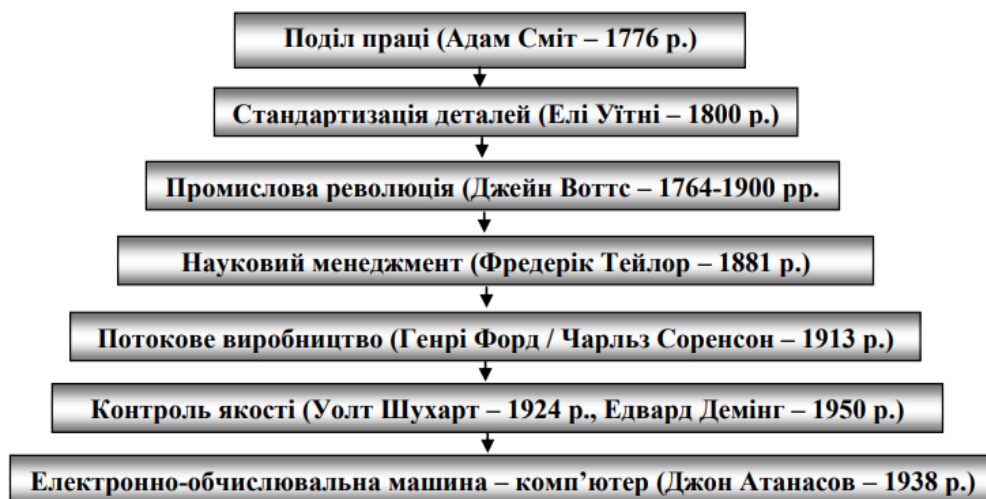 Поділ праці (Адам Сміт – 1776 р.)
Стандартизація деталей (Елі Уїтні – 1800 р.)
Промислова революція (Джейн Воттс – 1764-1900 рр.
Науковий менеджмент (Фредерік Тейлор – 1881 р.)
Потокове виробництво (Генрі Форд / Чарльз Соренсон – 1913 р.)
Контроль якості (Уолт Шухарт – 1924 р., Едвард Демінг – 1950 р.)
Електронно-обчислювальна машина – комп’ютер (Джон Атанасов – 1938 р.)